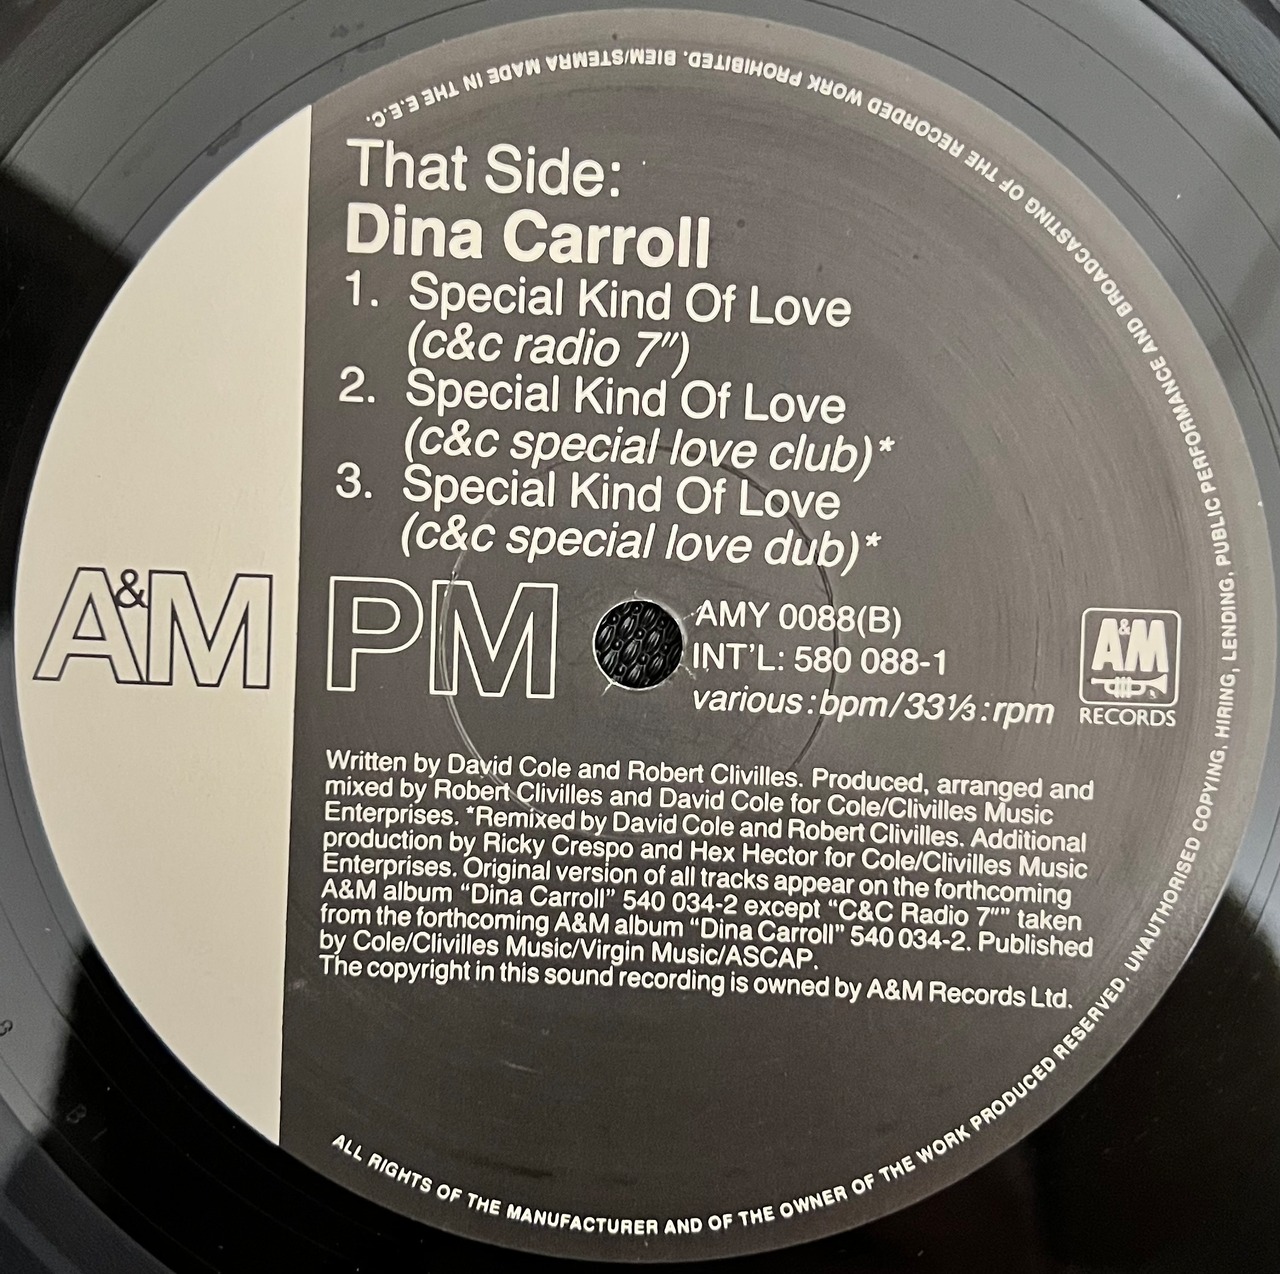 That Side:
Dina Carroll
1. Special Kind Of Love
(c&c radio 7")
2. Special Kind Of Love
(c&c special love club)*
3. Special Kind Of Love
(c&c special love dub)*
A&M PM
AMY 0088(B)
INT'L: 580 088-1
various:bpm/33⅓:rpm
A&M
RECORDS
Written by David Cole and Robert Clivilles. Produced, arranged and
mixed by Robert Clivilles and David Cole for Cole/Clivilles Music
Enterprises. *Remixed by David Cole and Robert Clivilles. Additional
production by Ricky Crespo and Hex Hector for Cole/Clivilles Music
Enterprises. Original version of all tracks appear on the forthcoming
A&M album "Dina Carroll" 540 034-2 except "C&C Radio 7"" taken
from the forthcoming A&M album "Dina Carroll" 540 034-2. Published
by Cole/Clivilles Music/Virgin Music/ASCAP.
The copyright in this sound recording is owned by A&M Records Ltd.
ALL RIGHTS OF THE MANUFACTURER AND OF THE OWNER OF THE WORK PRODUCED RESERVED. UNAUTHORISED COPYING, HIRING, LENDING, PUBLIC PERFORMANCE AND BROADCASTING OF THE RECORDED WORK PROHIBITED. BIEM/STEMRA MADE IN THE E.E.C.